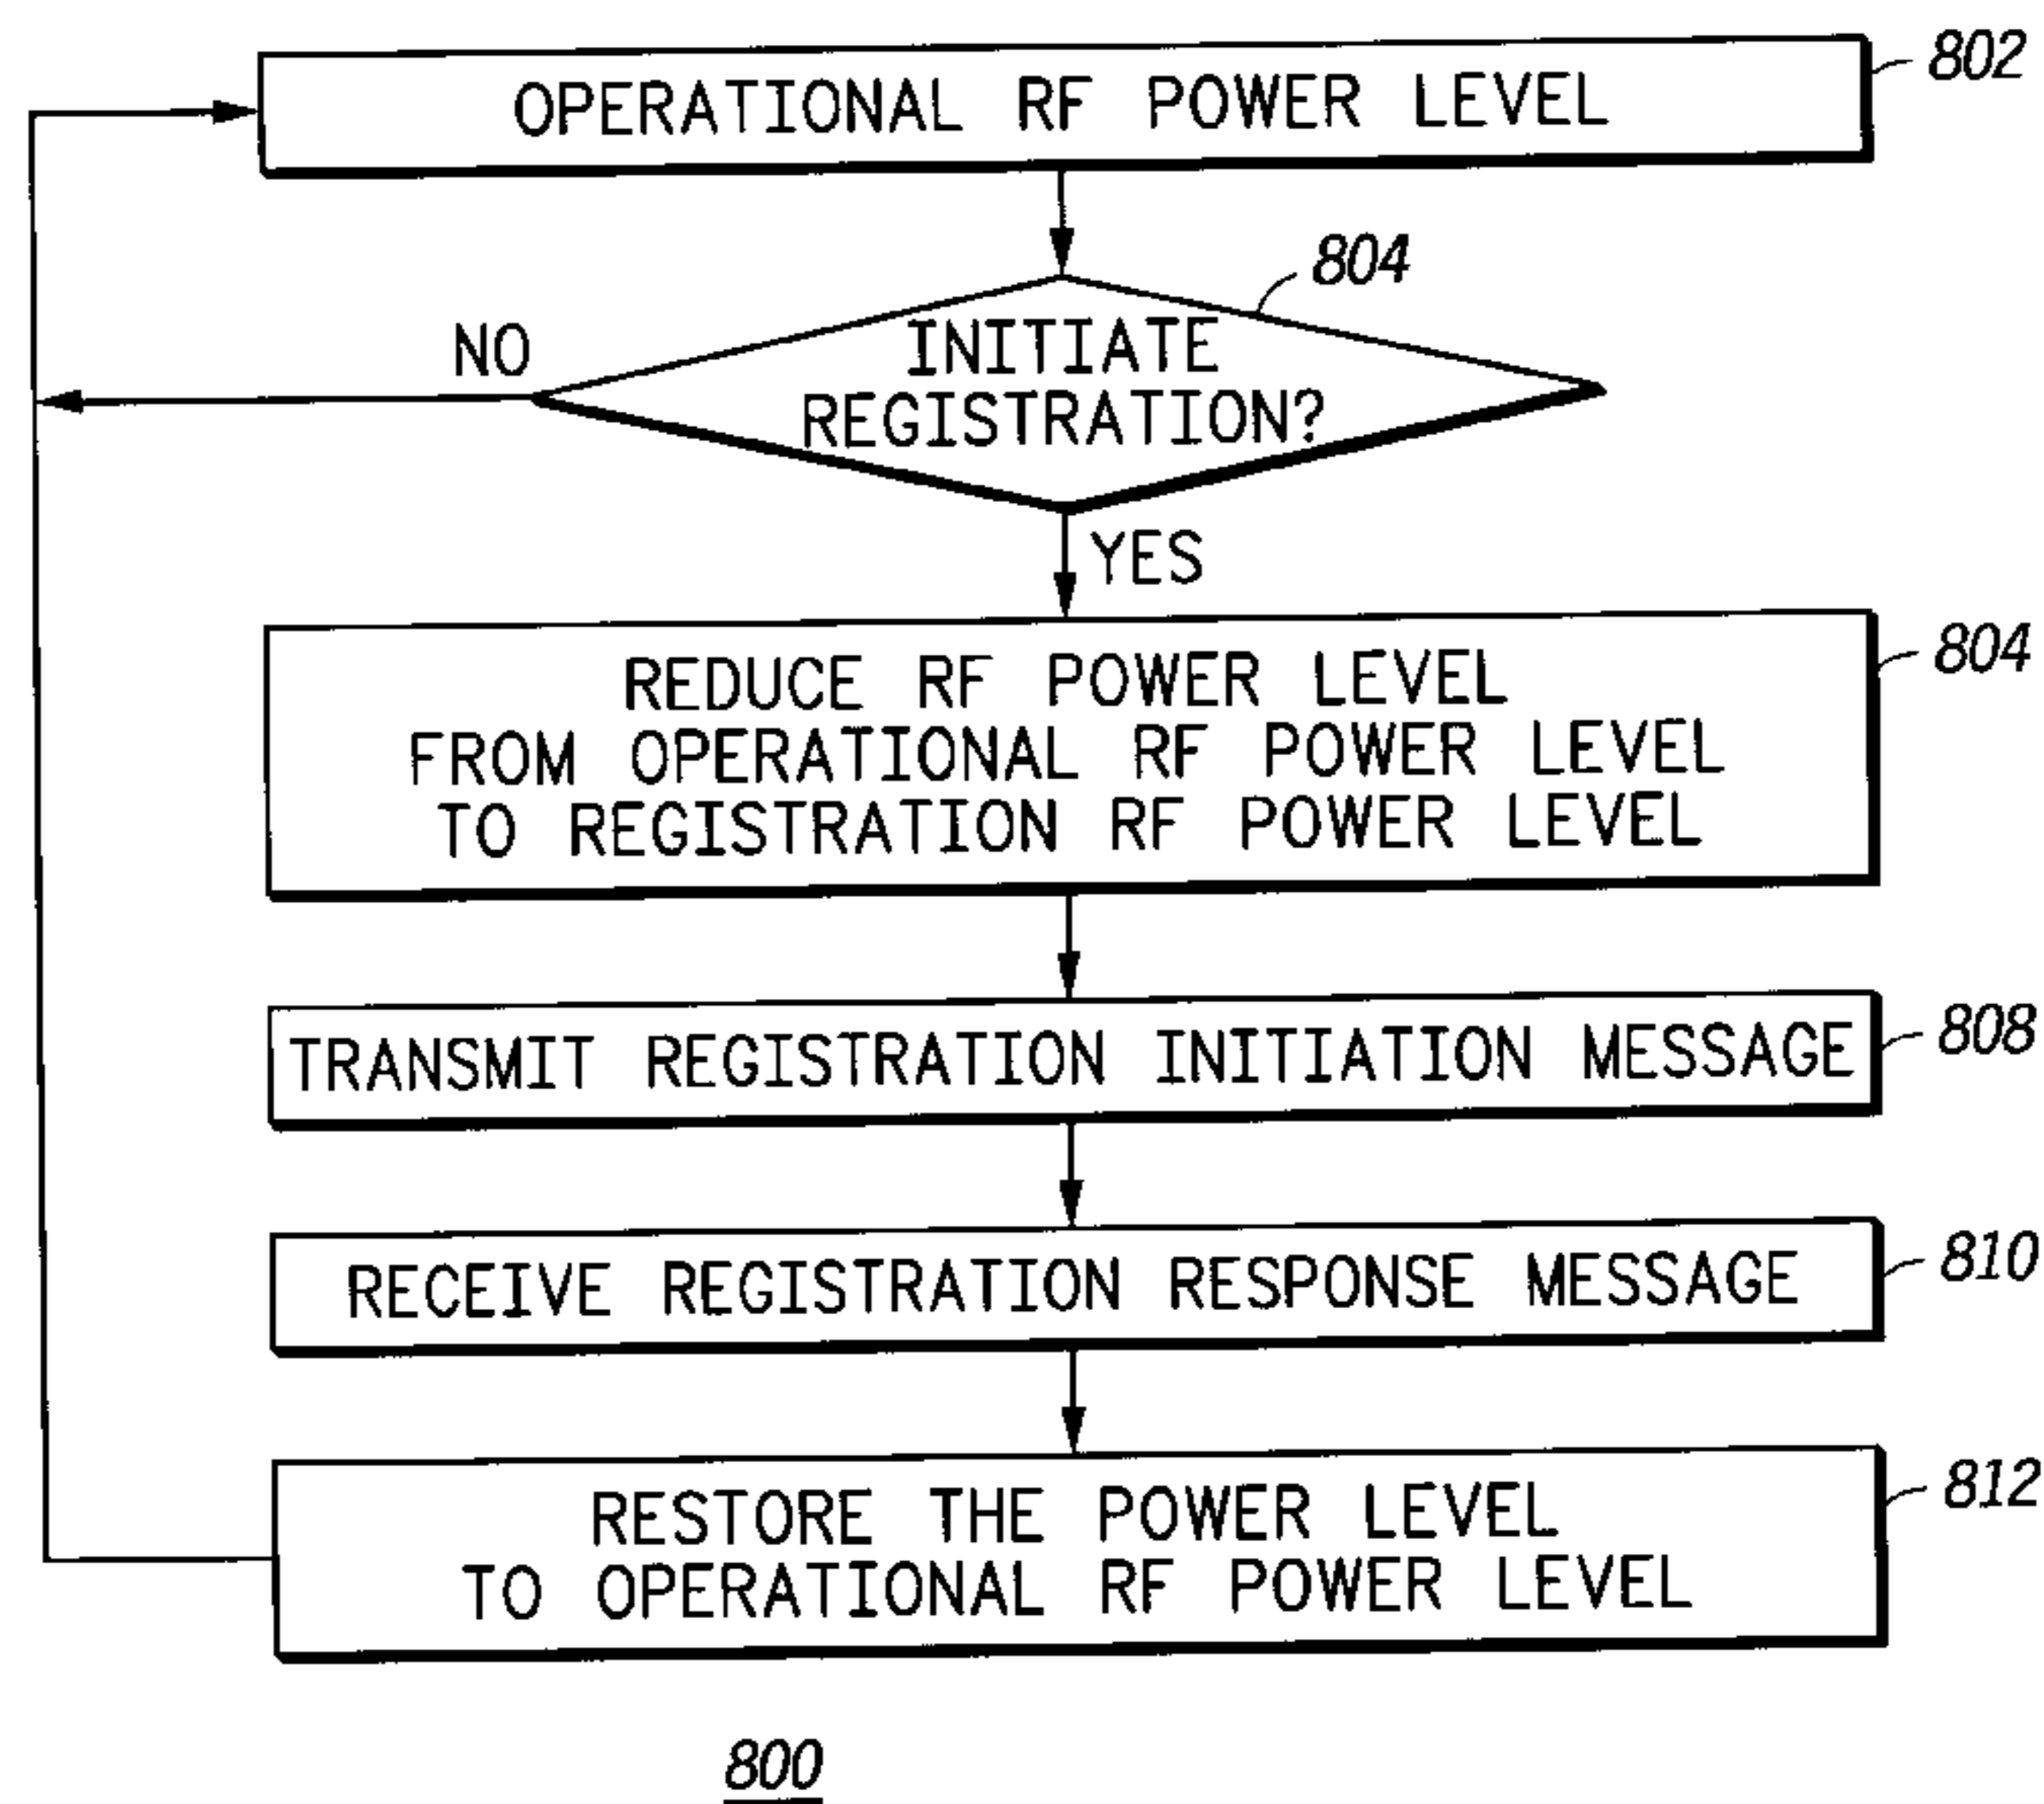 OPERATIONAL RF POWER LEVEL
802
804
INITIATE
REGISTRATION?
NO
YES
REDUCE RF POWER LEVEL
FROM OPERATIONAL RF POWER LEVEL
TO REGISTRATION RF POWER LEVEL
804
TRANSMIT REGISTRATION INITIATION MESSAGE
808
RECEIVE REGISTRATION RESPONSE MESSAGE
810
RESTORE THE POWER LEVEL
TO OPERATIONAL RF POWER LEVEL
812
800